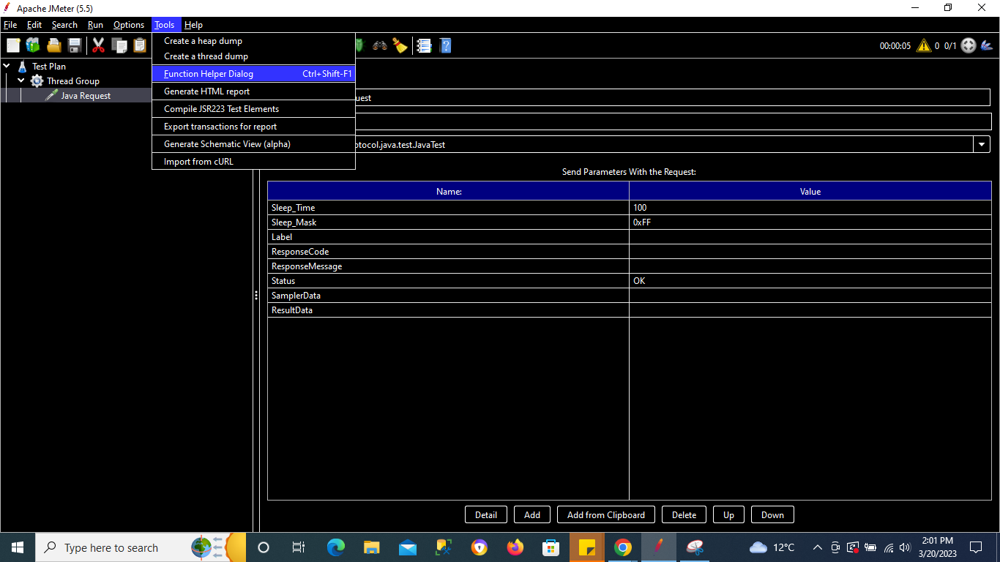 Apache JMeter (5.5)
File Edit Search Run Options Tools Help
Create a heap dump
Create a thread dump
Function Helper Dialog Ctrl+Shift-F1
Generate HTML report
Compile JSR223 Test Elements
Export transactions for report
Generate Schematic View (alpha)
Import from cURL
00:00:05 0 0/1
Test Plan
Thread Group
Java Request
uest
otocol.java.test.JavaTest
Send Parameters With the Request:
Name: Value
Sleep_Time 100
Sleep_Mask 0xFF
Label
ResponseCode
ResponseMessage
Status OK
SamplerData
ResultData
Detail Add Add from Clipboard Delete Up Down
Type here to search
12°C
2:01 PM
3/20/2023